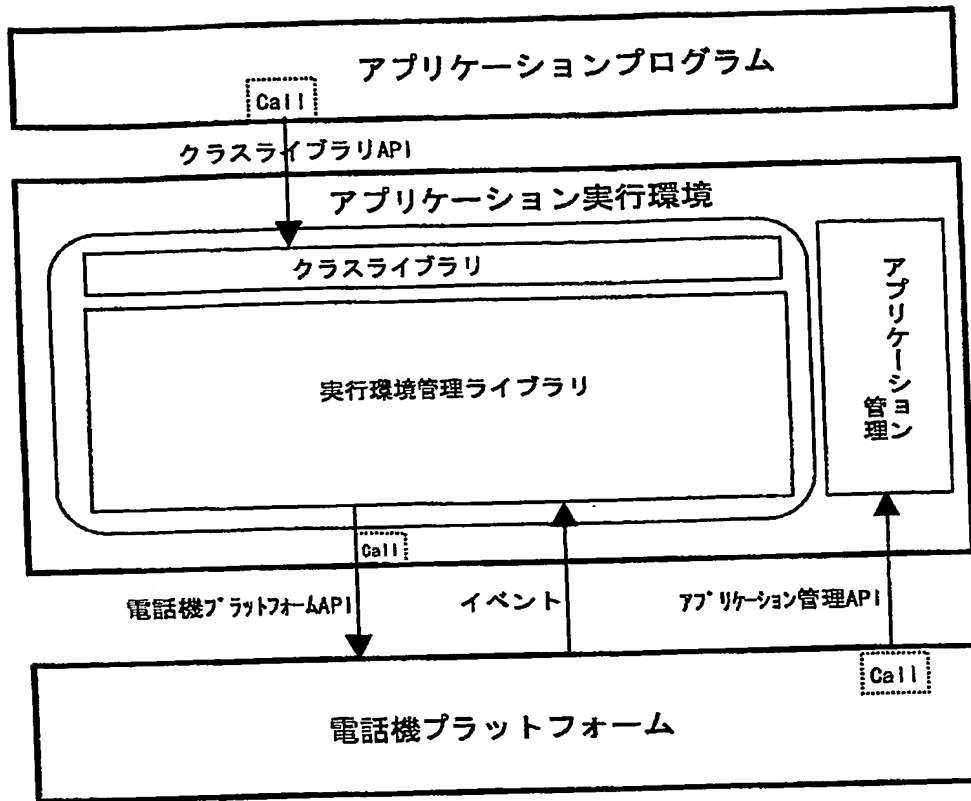 アプリケーションプログラム
Call
クラスライブラリAPI
アプリケーション実行環境
クラスライブラリ
実行環境管理ライブラリ
アプリケーション
管理
Call
電話機プラットフォームAPI
イベント
アプリケーション管理API
Call
電話機プラットフォーム